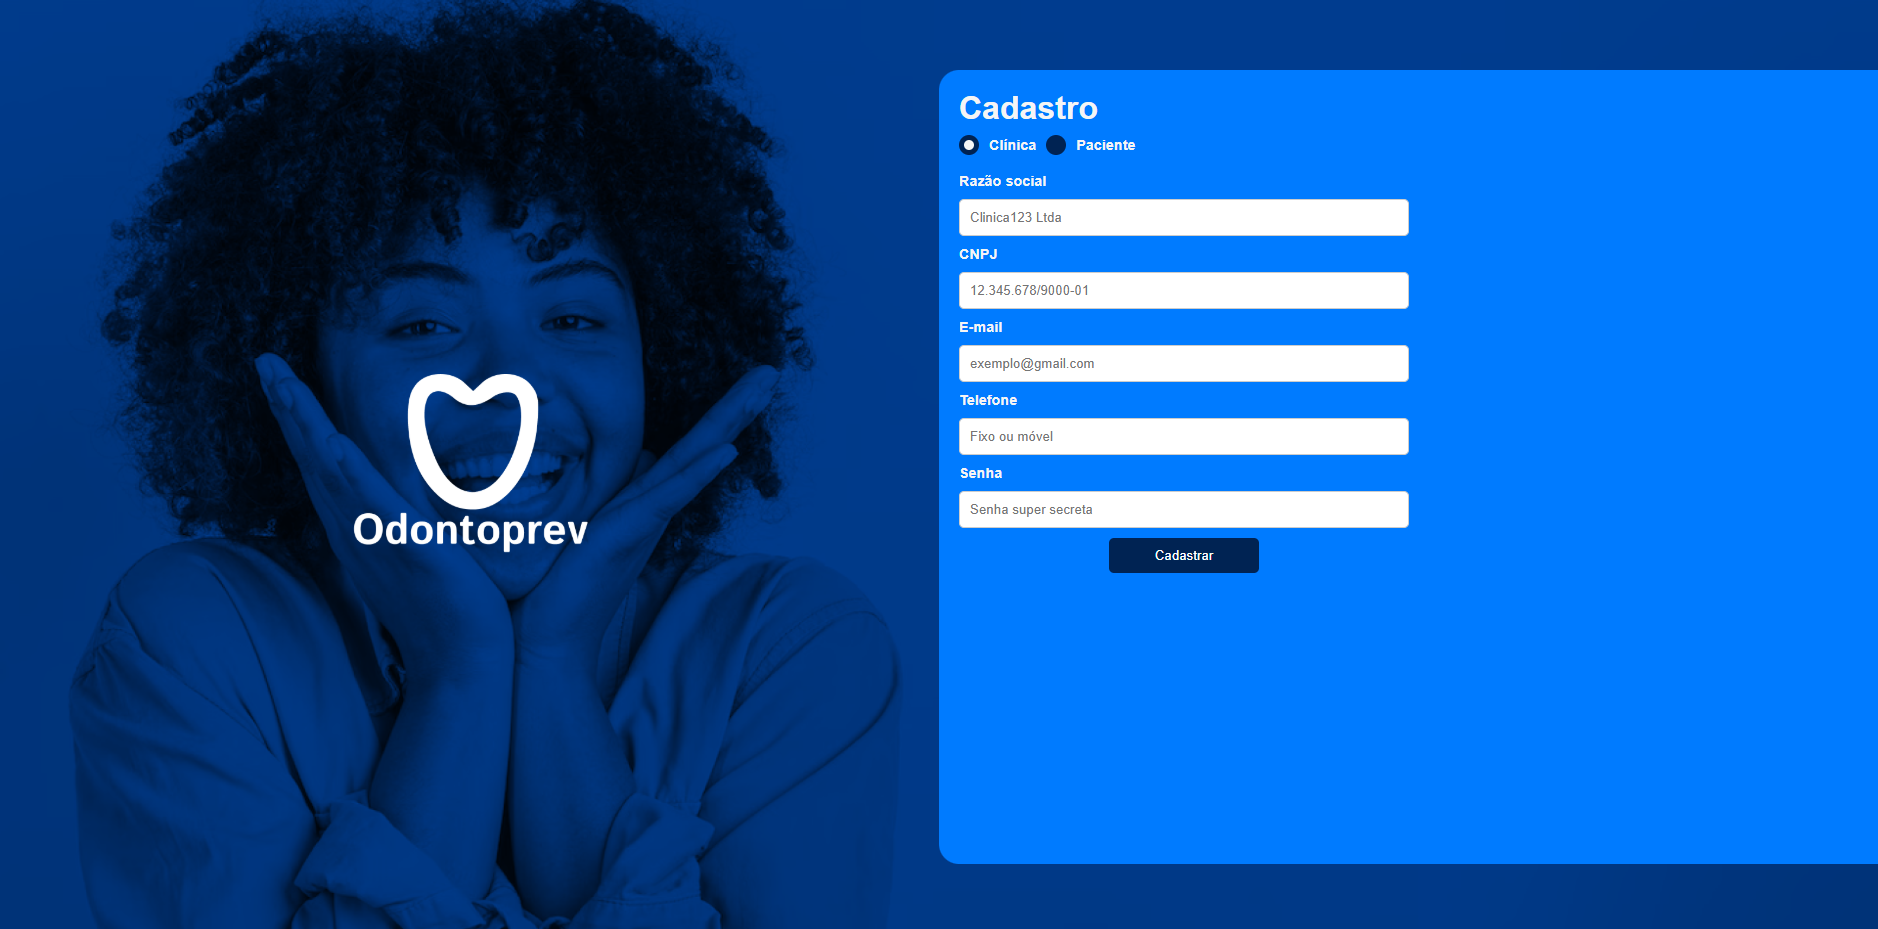 Odontoprev
Cadastro
Clínica Paciente
Razão social
Clinica123 Ltda
CNPJ
12.345.678/9000-01
E-mail
exemplo@gmail.com
Telefone
Fixo ou móvel
Senha
Senha super secreta
Cadastrar